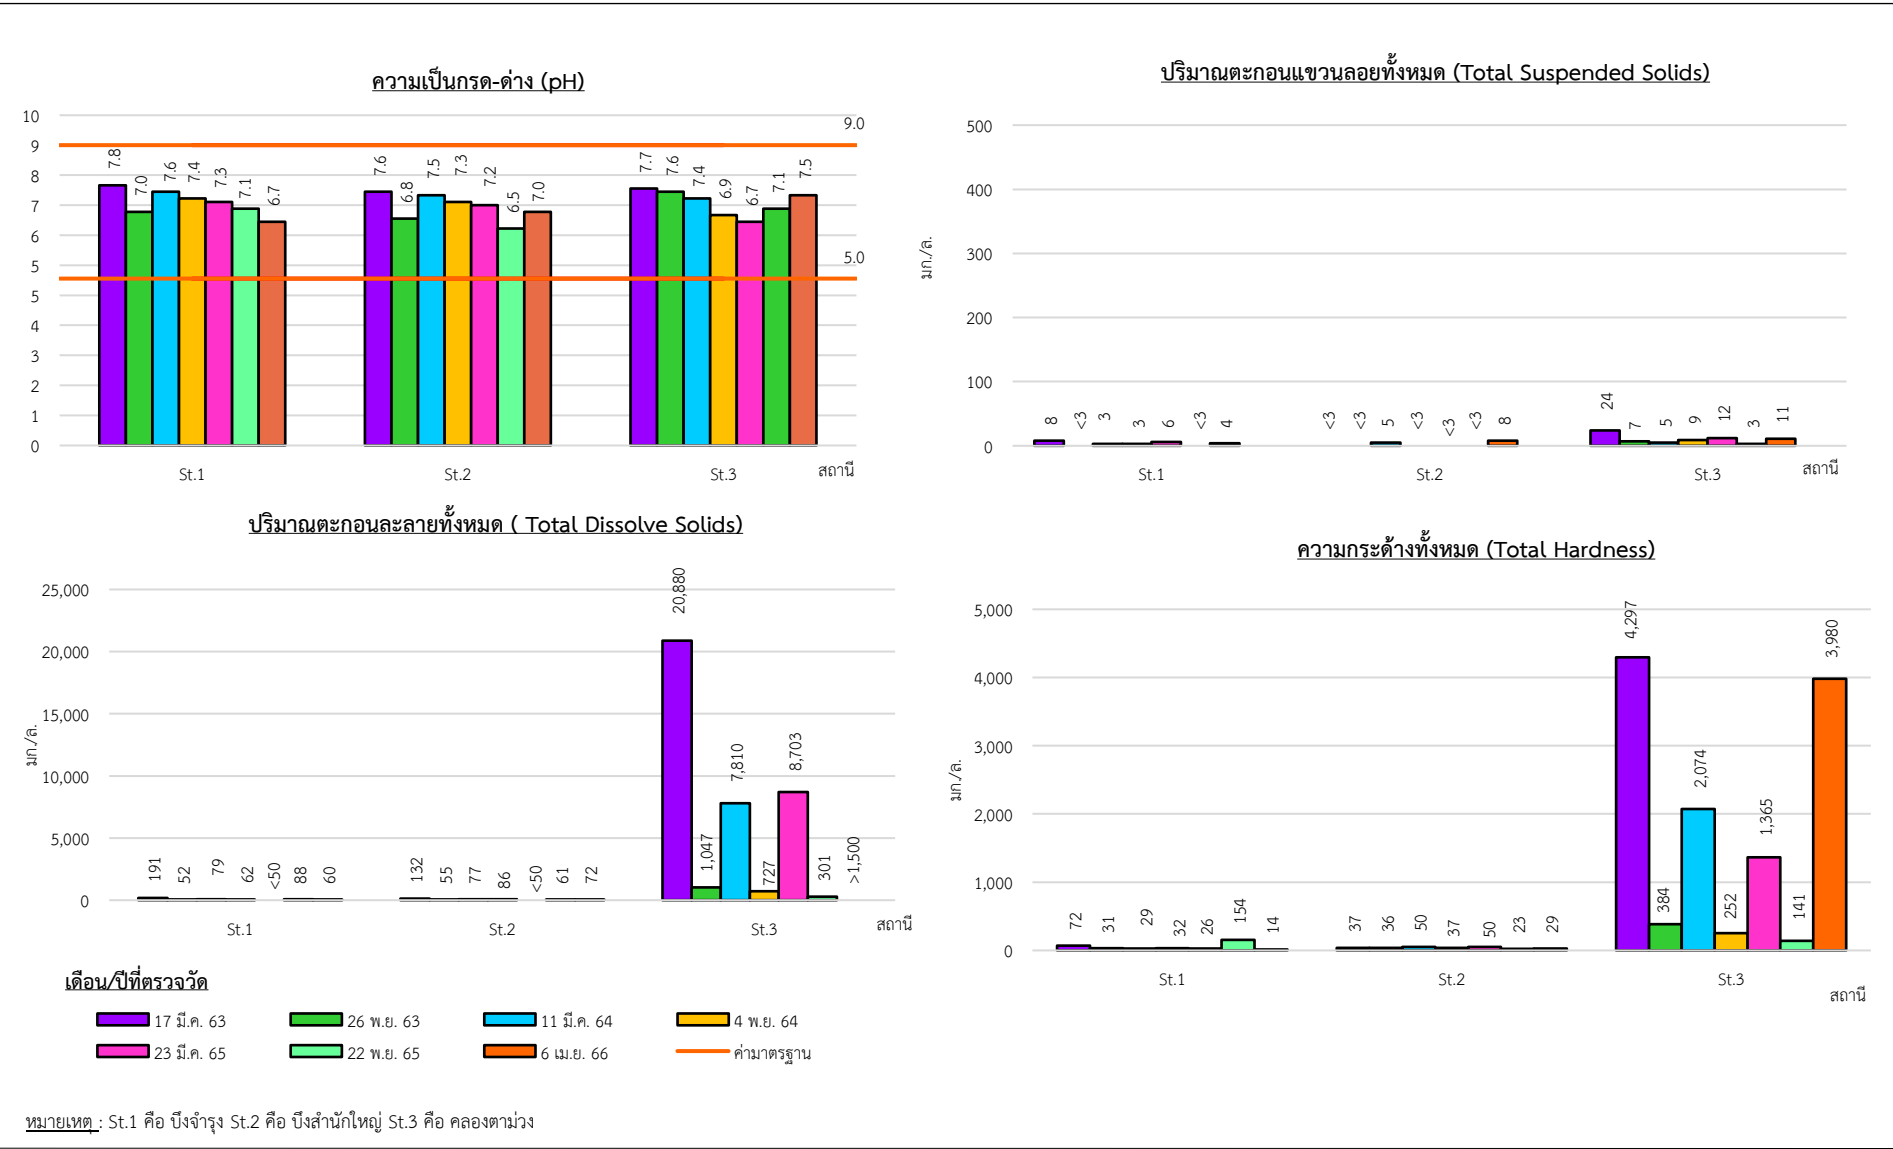 ความเป็นกรด-ด่าง (pH)
10
9
8
7
6
5
5
4
3
2
1
0
9.0
5.0
7.8 7.0 7.6 7.4 7.3 7.1 6.7
7.6 6.8 7.5 7.3 7.2 6.5 7.0
7.7 7.6 7.4 6.9 6.7 7.1 7.5
St.1 St.2 St.3 สถานี
ปริมาณตะกอนแขวนลอยทั้งหมด (Total Suspended Solids)
มก./ล.
500
400
300
200
100
0
8 <3 3 3 6 <3 4
<3 <3 5 <3 <3 <3 8
24 7 5 9 12 3 11
St.1 St.2 St.3 สถานี
ปริมาณตะกอนละลายทั้งหมด ( Total Dissolve Solids)
มก./ล.
25,000
20,000
15,000
10,000
5,000
0
191 52 79 62 <50 88 60
132 55 77 86 <50 61 72
20,880 1,047 7,810 727 8,703 301 >1,500
St.1 St.2 St.3 สถานี
ความกระด้างทั้งหมด (Total Hardness)
มก./ล.
5,000
4,000
3,000
2,000
1,000
0
72 31 29 32 26 154 14
37 36 50 37 50 23 29
4,297 384 2,074 252 1,365 141 3,980
St.1 St.2 St.3 สถานี
เดือน/ปีที่ตรวจวัด
17 มี.ค. 63 26 พ.ย. 63 11 มี.ค. 64 4 พ.ย. 64
23 มี.ค. 65 22 พ.ย. 65 6 เม.ย. 66 ค่ามาตรฐาน
หมายเหตุ : St.1 คือ บึงจำรุง St.2 คือ บึงสำนักใหญ่ St.3 คือ คลองตาม่วง